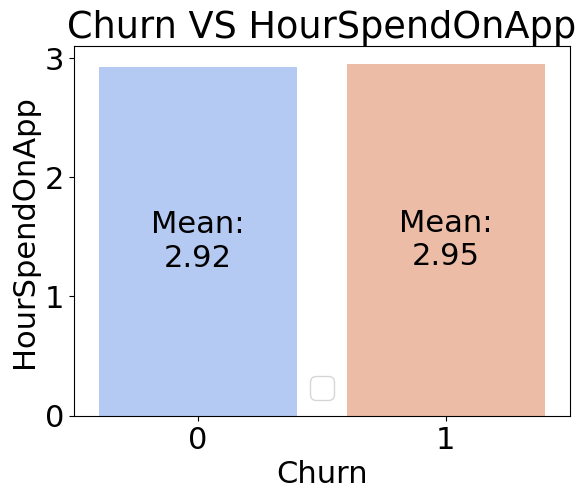 Churn VS HourSpendOnApp
HourSpendOnApp
3
2
1
0
Mean:
2.92
Mean:
2.95
0
1
Churn